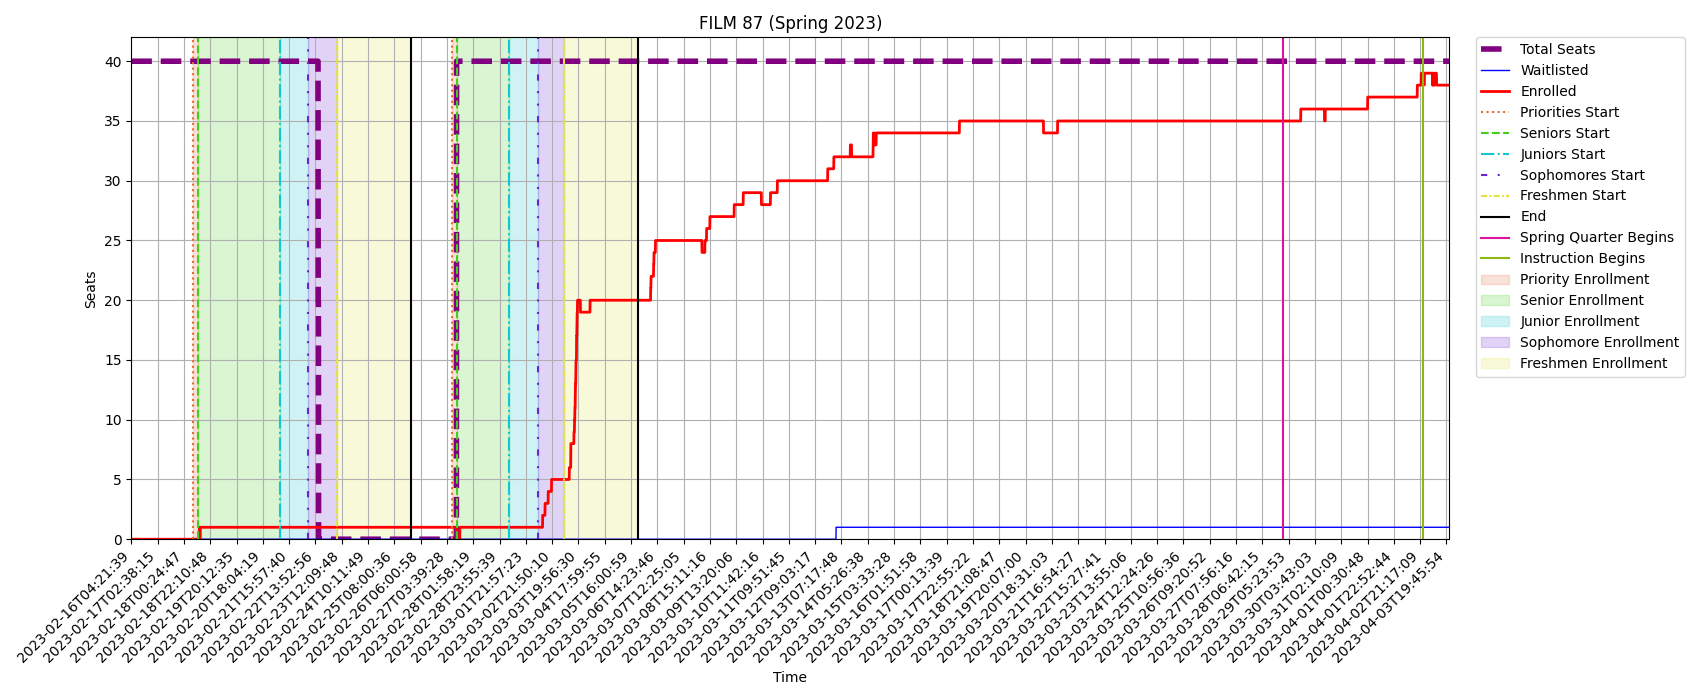 FILM 87 (Spring 2023)
Seats
40
35
30
25
20
15
10
5
0
2023-02-16T04:21:39
2023-02-17T02:38:15
2023-02-18T00:24:47
2023-02-18T22:10:48
2023-02-19T20:12:35
2023-02-20T18:04:19
2023-02-21T15:57:40
2023-02-22T13:52:56
2023-02-23T12:09:48
2023-02-24T10:11:49
2023-02-25T08:00:36
2023-02-26T06:00:58
2023-02-27T03:39:28
2023-02-28T01:58:19
2023-02-28T23:55:39
2023-03-01T21:57:23
2023-03-02T21:50:10
2023-03-03T19:56:30
2023-03-04T17:59:55
2023-03-05T16:00:59
2023-03-06T14:23:46
2023-03-07T12:25:05
2023-03-08T15:11:16
2023-03-09T13:20:06
2023-03-10T11:42:16
2023-03-11T09:51:45
2023-03-12T09:03:17
2023-03-13T07:17:48
2023-03-14T05:26:38
2023-03-15T03:33:28
2023-03-16T01:51:58
2023-03-17T00:13:39
2023-03-17T22:55:22
2023-03-18T21:08:47
2023-03-19T20:07:00
2023-03-20T18:31:03
2023-03-21T16:54:27
2023-03-22T15:27:41
2023-03-23T13:55:06
2023-03-24T12:24:26
2023-03-25T10:56:36
2023-03-26T09:20:52
2023-03-27T07:56:16
2023-03-28T06:42:15
2023-03-29T05:23:53
2023-03-30T03:43:03
2023-03-31T02:10:09
2023-04-01T00:30:48
2023-04-01T22:52:44
2023-04-02T21:17:09
2023-04-03T19:45:54
Time
Total Seats
Waitlisted
Enrolled
Priorities Start
Seniors Start
Juniors Start
Sophomores Start
Freshmen Start
End
Spring Quarter Begins
Instruction Begins
Priority Enrollment
Senior Enrollment
Junior Enrollment
Sophomore Enrollment
Freshmen Enrollment